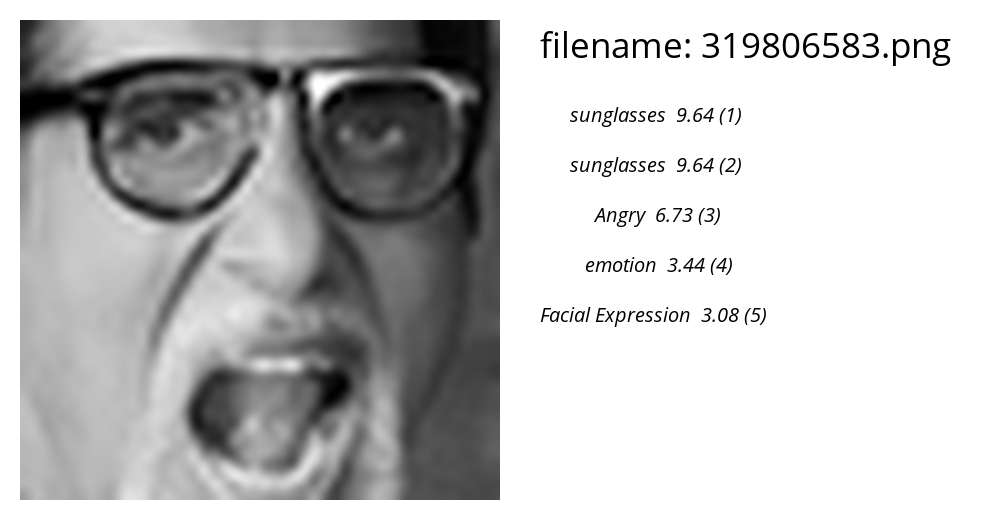 filename: 319806583.png
sunglasses 9.64 (1)
sunglasses 9.64 (2)
Angry 6.73 (3)
emotion 3.44 (4)
Facial Expression 3.08 (5)